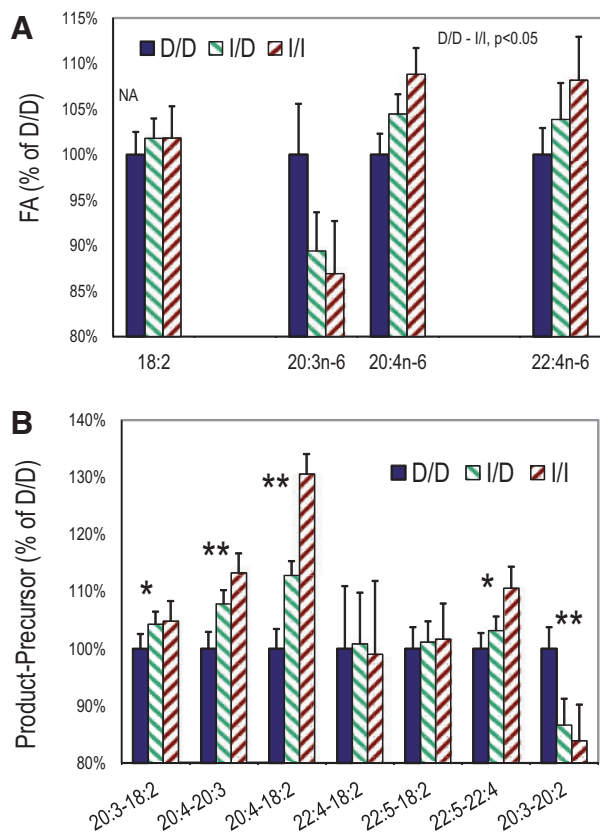 A
115%
110%
105%
100%
95%
90%
85%
80%
FA (% of D/D)
D/D I/D I/I
D/D - I/I, p<0.05
NA
18:2 20:3n-6 20:4n-6 22:4n-6
B
140%
130%
120%
110%
100%
90%
80%
Product-Precursor (% of D/D)
D/D I/D I/I
* ** ** * **
20:3-18:2 20:4-20:3 20:4-18:2 22:4-18:2 22:5-18:2 22:5-22:4 20:3-20:2